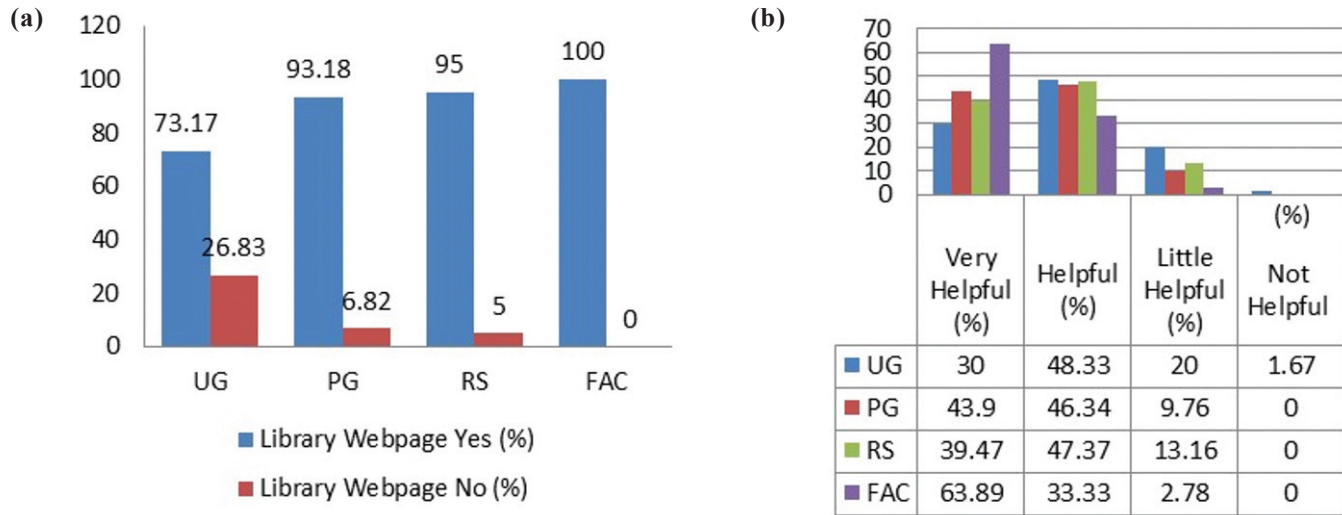 (a)
120
100
80
60
40
20
0
73.17
26.83
93.18
6.82
95
5
100
0
UG PG RS FAC
Library Webpage Yes (%)
Library Webpage No (%)
(b)
70
60
50
40
30
20
10
0
Very Helpful (%)
Helpful (%)
Little Helpful (%)
(%) Not Helpful
UG 30 48.33 20 1.67
PG 43.9 46.34 9.76 0
RS 39.47 47.37 13.16 0
FAC 63.89 33.33 2.78 0